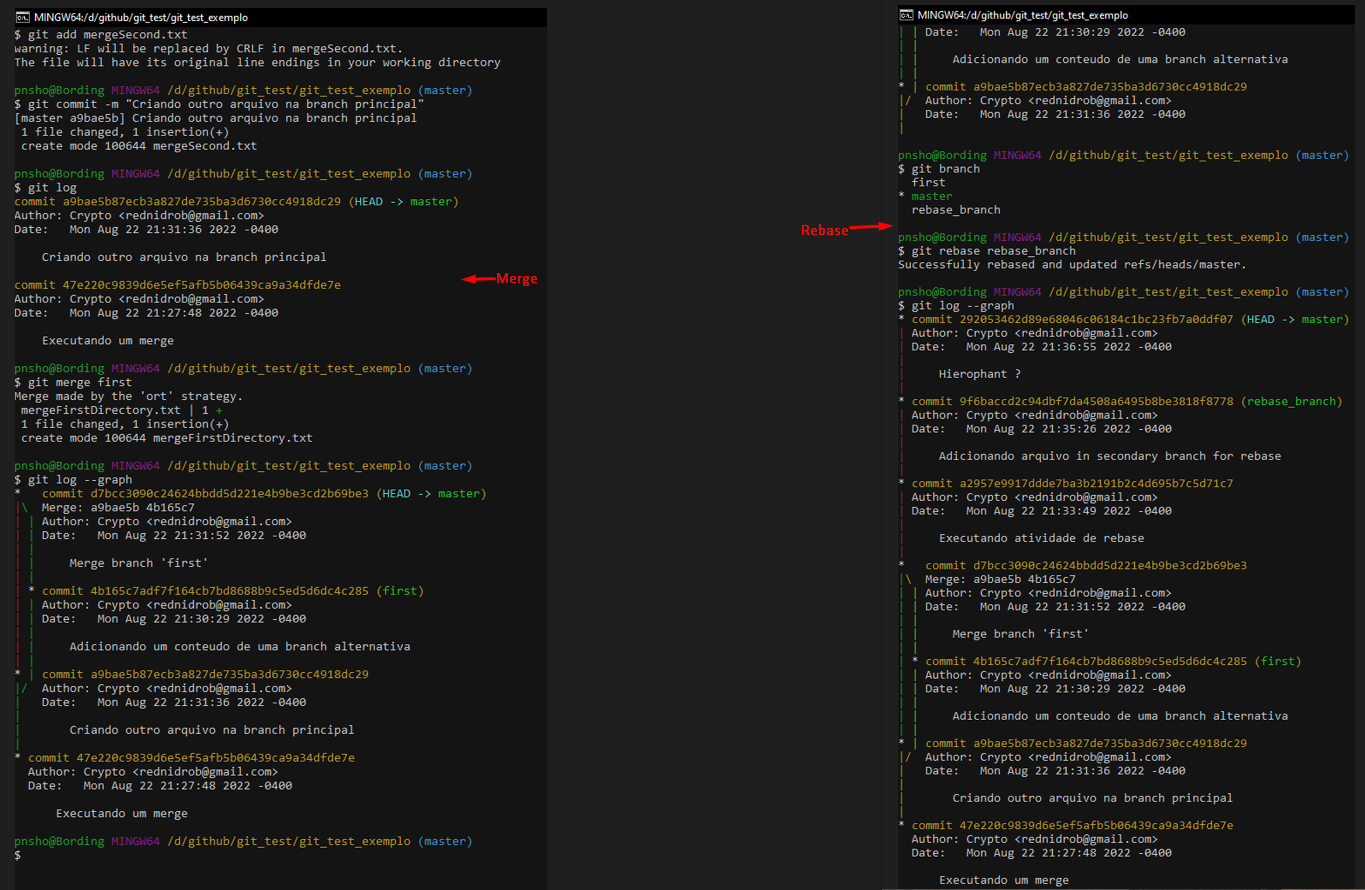 MINGW64:/d/github/git_test/git_test_exemplo
$ git add mergeSecond.txt
warning: LF will be replaced by CRLF in mergeSecond.txt.
The file will have its original line endings in your working directory
pnsho@Bording MINGW64 /d/github/git_test/git_test_exemplo (master)
$ git commit -m "Criando outro arquivo na branch principal"
[master a9bae5b] Criando outro arquivo na branch principal
1 file changed, 1 insertion(+)
create mode 100644 mergeSecond.txt
pnsho@Bording MINGW64 /d/github/git_test/git_test_exemplo (master)
$ git log
commit a9bae5b87ecb3a827de735ba3d6730cc4918dc29 (HEAD -> master)
Author: Crypto <rednidrob@gmail.com>
Date:   Mon Aug 22 21:31:36 2022 -0400
Criando outro arquivo na branch principal
Merge
commit 47e220c9839d6e5ef5afb5b06439ca9a34dfde7e
Author: Crypto <rednidrob@gmail.com>
Date:   Mon Aug 22 21:27:48 2022 -0400
Executando um merge
pnsho@Bording MINGW64 /d/github/git_test/git_test_exemplo (master)
$ git merge first
Merge made by the 'ort' strategy.
mergeFirstDirectory.txt | 1 +
1 file changed, 1 insertion(+)
create mode 100644 mergeFirstDirectory.txt
pnsho@Bording MINGW64 /d/github/git_test/git_test_exemplo (master)
$ git log --graph
*   commit d7bcc3090c24624bbdd5d221e4b9be3cd2b69be3 (HEAD -> master)
|\  Merge: a9bae5b 4b165c7
| | Author: Crypto <rednidrob@gmail.com>
| | Date:   Mon Aug 22 21:31:52 2022 -0400
| |
| |     Merge branch 'first'
| |
| * commit 4b165c7adf7f164cb7bd8688b9c5ed5d6dc4c285 (first)
| | Author: Crypto <rednidrob@gmail.com>
| | Date:   Mon Aug 22 21:30:29 2022 -0400
| |
| |     Adicionando um conteudo de uma branch alternativa
| |
* | commit a9bae5b87ecb3a827de735ba3d6730cc4918dc29
|/  Author: Crypto <rednidrob@gmail.com>
|   Date:   Mon Aug 22 21:31:36 2022 -0400
|
|       Criando outro arquivo na branch principal
|
* commit 47e220c9839d6e5ef5afb5b06439ca9a34dfde7e
Author: Crypto <rednidrob@gmail.com>
Date:   Mon Aug 22 21:27:48 2022 -0400
Executando um merge
pnsho@Bording MINGW64 /d/github/git_test/git_test_exemplo (master)
$
MINGW64:/d/github/git_test/git_test_exemplo
| | Date:   Mon Aug 22 21:30:29 2022 -0400
| |
| |     Adicionando um conteudo de uma branch alternativa
| |
* | commit a9bae5b87ecb3a827de735ba3d6730cc4918dc29
|/  Author: Crypto <rednidrob@gmail.com>
|   Date:   Mon Aug 22 21:31:36 2022 -0400
|
pnsho@Bording MINGW64 /d/github/git_test/git_test_exemplo (master)
$ git branch
first
* master
rebase_branch
Rebase
pnsho@Bording MINGW64 /d/github/git_test/git_test_exemplo (master)
$ git rebase rebase_branch
Successfully rebased and updated refs/heads/master.
pnsho@Bording MINGW64 /d/github/git_test/git_test_exemplo (master)
$ git log --graph
* commit 292053462d89e68046c06184c1bc23fb7a0ddf07 (HEAD -> master)
| Author: Crypto <rednidrob@gmail.com>
| Date:   Mon Aug 22 21:36:55 2022 -0400
|
|     Hierophant ?
|
* commit 9f6baccd2c94dbf7da4508a6495b8be3818f8778 (rebase_branch)
| Author: Crypto <rednidrob@gmail.com>
| Date:   Mon Aug 22 21:35:26 2022 -0400
|
|     Adicionando arquivo in secondary branch for rebase
|
* commit a2957e9917ddde7ba3b2191b2c4d695b7c5d71c7
| Author: Crypto <rednidrob@gmail.com>
| Date:   Mon Aug 22 21:33:49 2022 -0400
|
|     Executando atividade de rebase
|
*   commit d7bcc3090c24624bbdd5d221e4b9be3cd2b69be3
|\  Merge: a9bae5b 4b165c7
| | Author: Crypto <rednidrob@gmail.com>
| | Date:   Mon Aug 22 21:31:52 2022 -0400
| |
| |     Merge branch 'first'
| |
| * commit 4b165c7adf7f164cb7bd8688b9c5ed5d6dc4c285 (first)
| | Author: Crypto <rednidrob@gmail.com>
| | Date:   Mon Aug 22 21:30:29 2022 -0400
| |
| |     Adicionando um conteudo de uma branch alternativa
| |
* | commit a9bae5b87ecb3a827de735ba3d6730cc4918dc29
|/  Author: Crypto <rednidrob@gmail.com>
|   Date:   Mon Aug 22 21:31:36 2022 -0400
|
|       Criando outro arquivo na branch principal
|
* commit 47e220c9839d6e5ef5afb5b06439ca9a34dfde7e
Author: Crypto <rednidrob@gmail.com>
Date:   Mon Aug 22 21:27:48 2022 -0400
Executando um merge